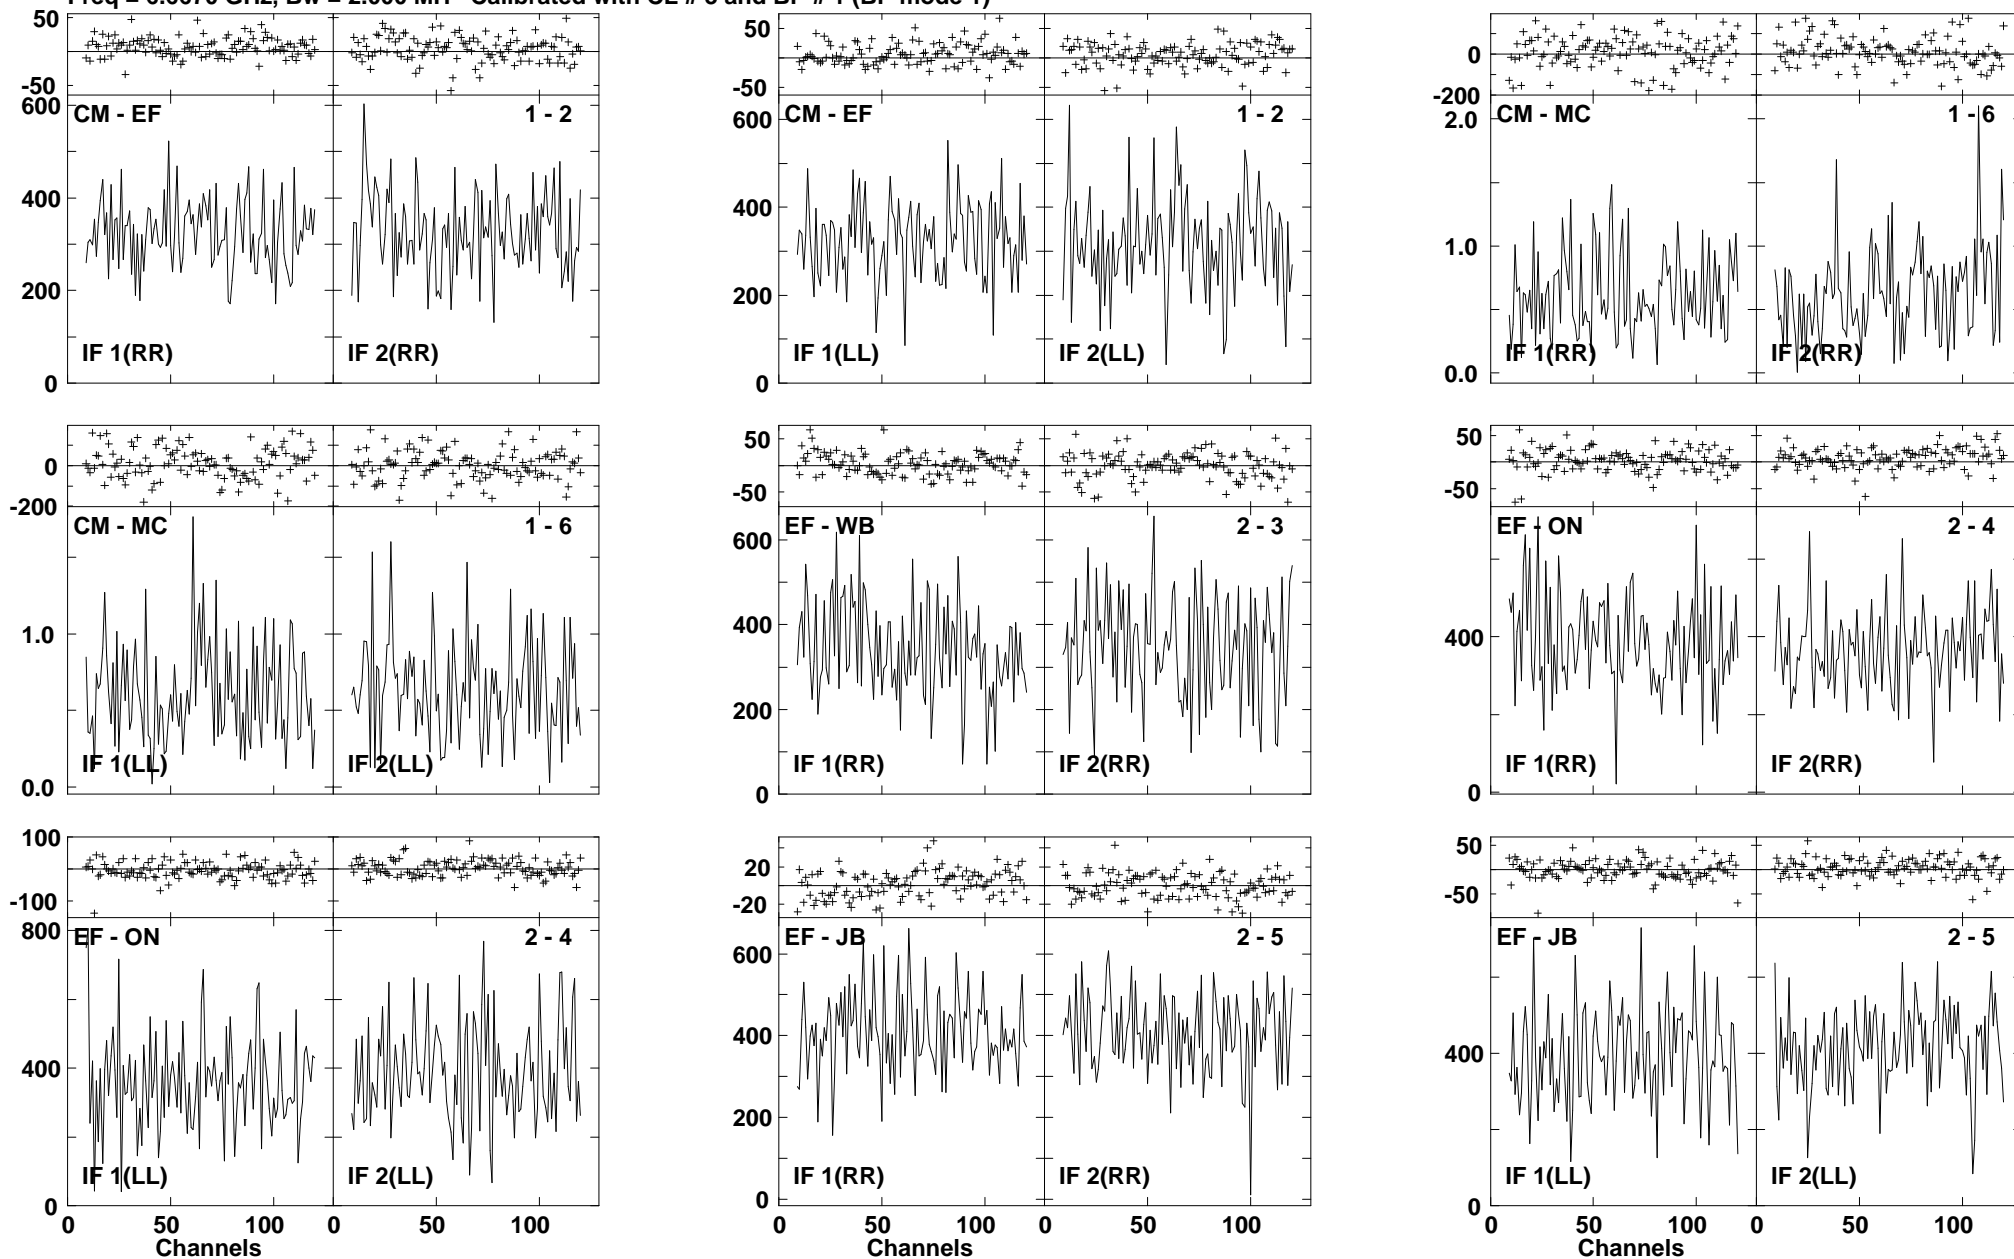 50
-50
600
400
200
0
CM - EF
1 - 2
IF 1(RR)
IF 2(RR)
50
-50
600
400
200
0
CM - EF
1 - 2
IF 1(LL)
IF 2(LL)
0
-200
2.0
1.0
0.0
CM - MC
1 - 6
IF 1(RR)
IF 2(RR)
0
-200
1.0
0.0
CM - MC
1 - 6
IF 1(LL)
IF 2(LL)
50
-50
600
400
200
0
EF - WB
2 - 3
IF 1(RR)
IF 2(RR)
50
-50
400
0
EF - ON
2 - 4
IF 1(RR)
IF 2(RR)
100
-100
800
400
0
EF - ON
2 - 4
IF 1(LL)
IF 2(LL)
0 100 0 50 100
Channels
20
-20
600
400
200
0
EF - JB
2 - 5
IF 1(RR)
IF 2(RR)
0 50 100 0 50 100
Channels
50
-50
400
0
EF - JB
2 - 5
IF 1(LL)
IF 2(LL)
0 50 100 0 50 100
Channels